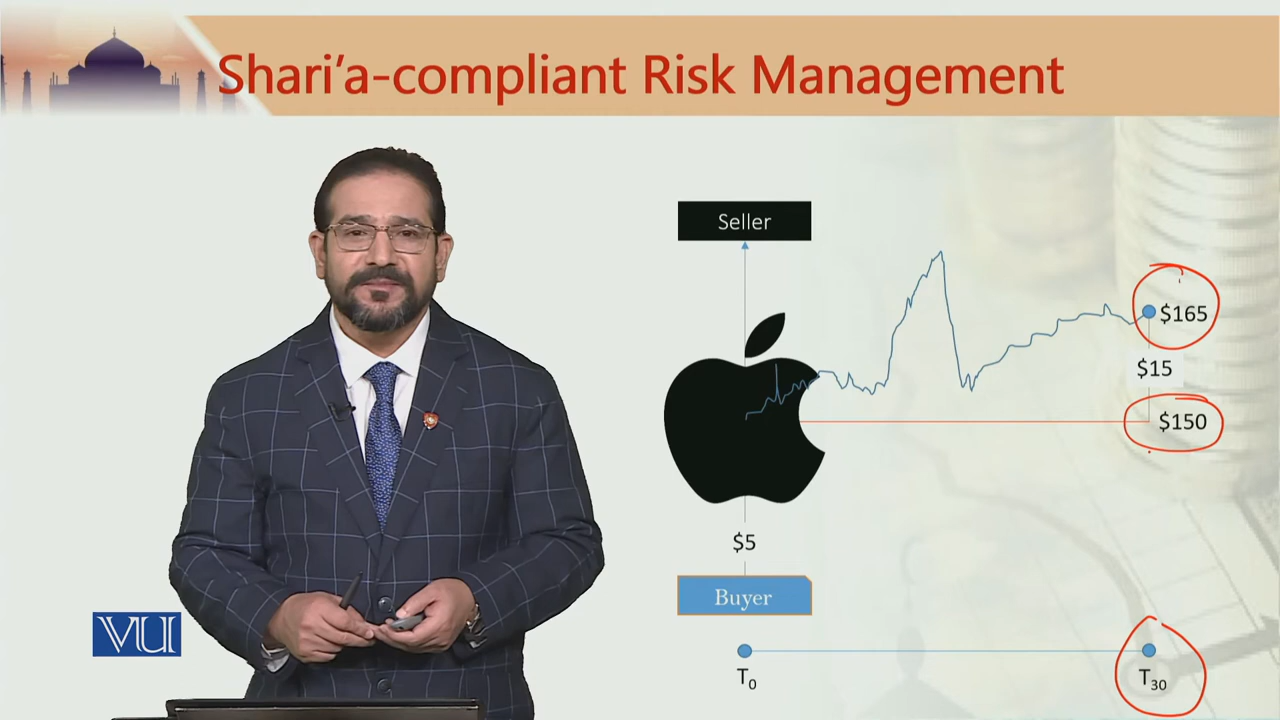 Shari'a-compliant Risk Management
Seller
$165
$15
$150
$5
Buyer
T₀
T₃₀
VU